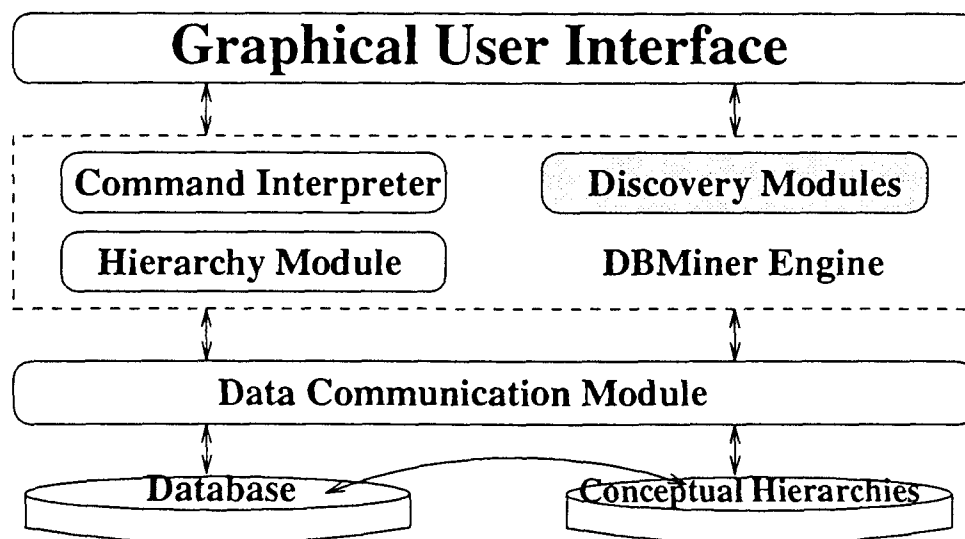 Graphical User Interface
Command Interpreter
Discovery Modules
Hierarchy Module
DBMiner Engine
Data Communication Module
Database
Conceptual Hierarchies